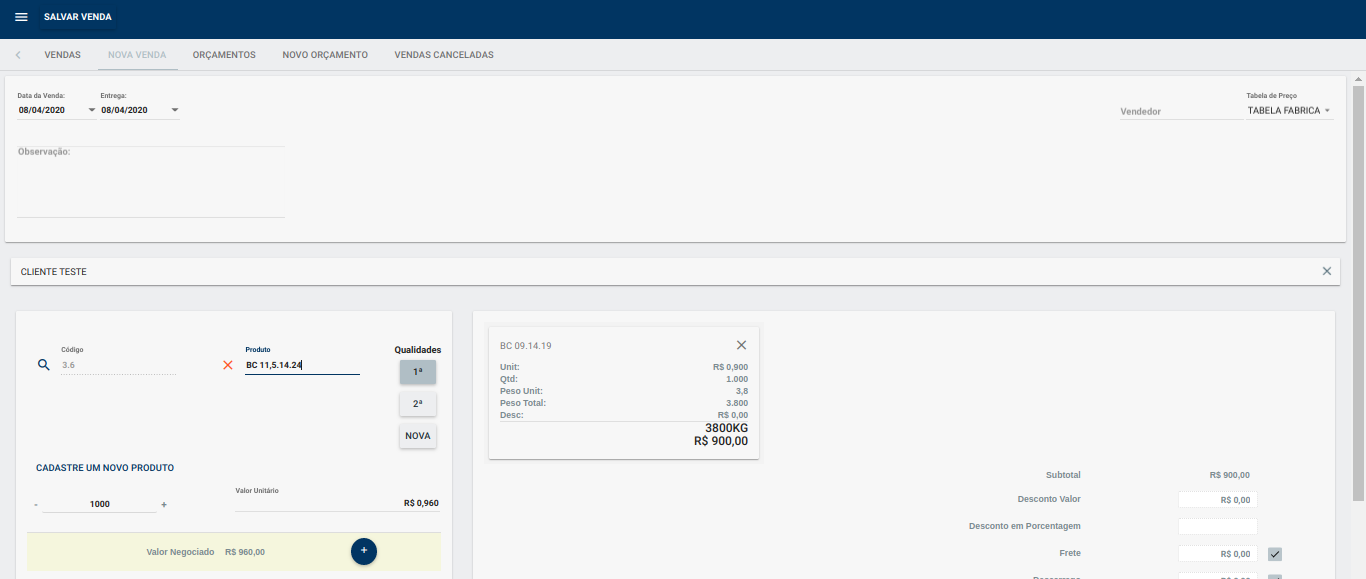 SALVAR VENDA
VENDAS NOVA VENDA ORÇAMENTOS NOVO ORÇAMENTO VENDAS CANCELADAS
Data da Venda: Entrega: Tabela de Preço
08/04/2020 08/04/2020 Vendedor TABELA FABRICA
Observação:
CLIENTE TESTE
Código Produto Qualidades
3.6 BC 11,5.14.24
1ª
2ª
NOVA
CADASTRE UM NOVO PRODUTO
Valor Unitário
- 1000 + R$ 0,960
Valor Negociado R$ 960,00 +
BC 09.14.19
Unit: R$ 0,900
Qtd: 1.000
Peso Unit: 3,8
Peso Total: 3.800
Desc: R$ 0,00
3800KG
R$ 900,00
Subtotal R$ 900,00
Desconto Valor R$ 0,00
Desconto em Porcentagem
Frete R$ 0,00